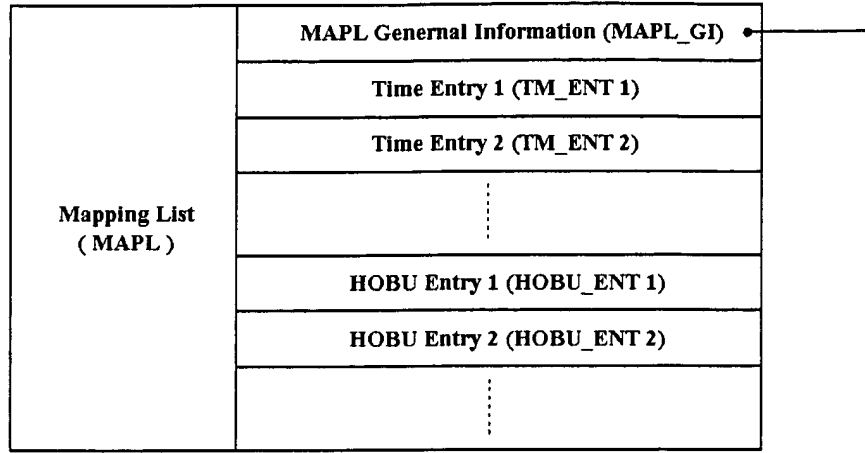 MAPL Genernal Information (MAPL_GI)
Time Entry 1 (TM_ENT 1)
Time Entry 2 (TM_ENT 2)
Mapping List
( MAPL )
HOBU Entry 1 (HOBU_ENT 1)
HOBU Entry 2 (HOBU_ENT 2)